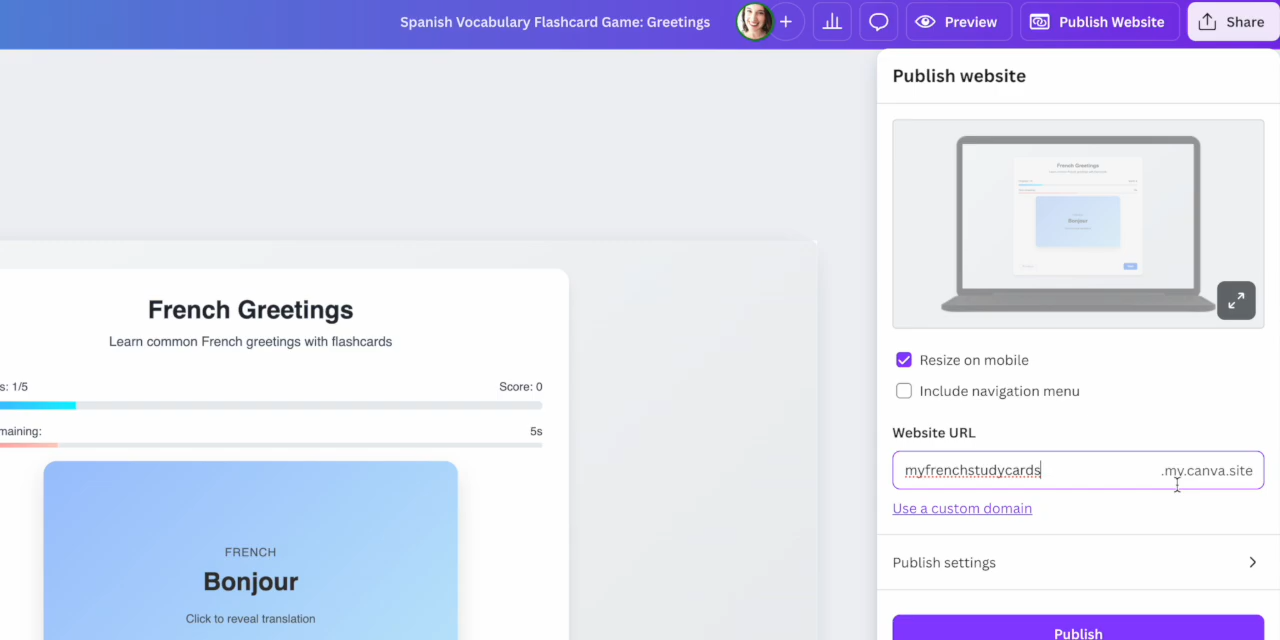 Spanish Vocabulary Flashcard Game: Greetings
Preview
Publish Website
Share
Publish website
French Greetings
Bonjour
Resize on mobile
Include navigation menu
Website URL
myfrenchstudycards .my.canva.site
Use a custom domain
Publish settings
Publish
French Greetings
Learn common French greetings with flashcards
s: 1/5 Score: 0
maining: 5s
FRENCH
Bonjour
Click to reveal translation